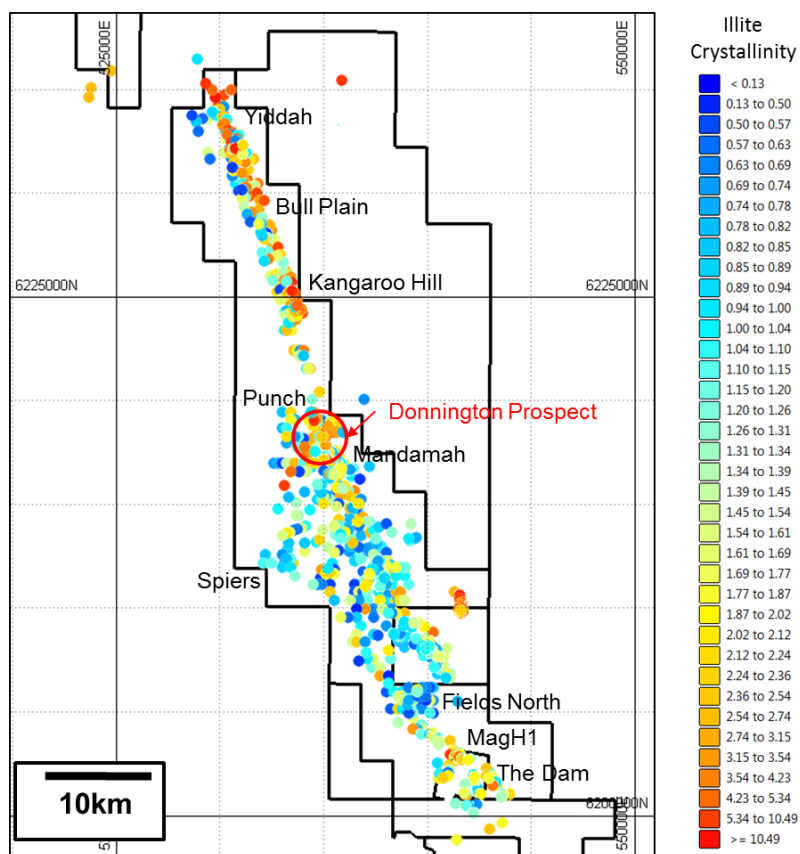 525000E
550000E
Yiddah
Bull Plain
Kangaroo Hill
6225000N
6225000N
Punch
Donnington Prospect
Mandamah
Spiers
Fields North
MagH1
The Dam
6200000N
10km
Illite
Crystallinity
< 0.13
0.13 to 0.50
0.50 to 0.57
0.57 to 0.63
0.63 to 0.69
0.69 to 0.74
0.74 to 0.78
0.78 to 0.82
0.82 to 0.85
0.85 to 0.89
0.89 to 0.94
0.94 to 1.00
1.00 to 1.04
1.04 to 1.10
1.10 to 1.15
1.15 to 1.20
1.20 to 1.26
1.26 to 1.31
1.31 to 1.34
1.34 to 1.39
1.39 to 1.45
1.45 to 1.54
1.54 to 1.61
1.61 to 1.69
1.69 to 1.77
1.77 to 1.87
1.87 to 2.02
2.02 to 2.12
2.12 to 2.24
2.24 to 2.36
2.36 to 2.54
2.54 to 2.74
2.74 to 3.15
3.15 to 3.54
3.54 to 4.23
4.23 to 5.34
5.34 to 10.49
>= 10.49